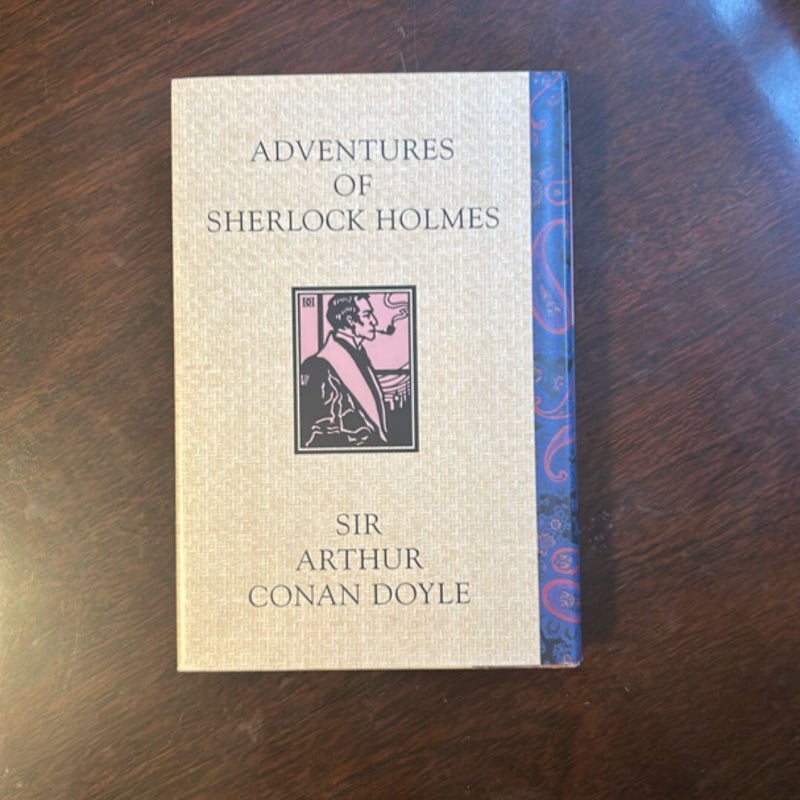 ADVENTURES
OF
SHERLOCK HOLMES
SIR
ARTHUR
CONAN DOYLE